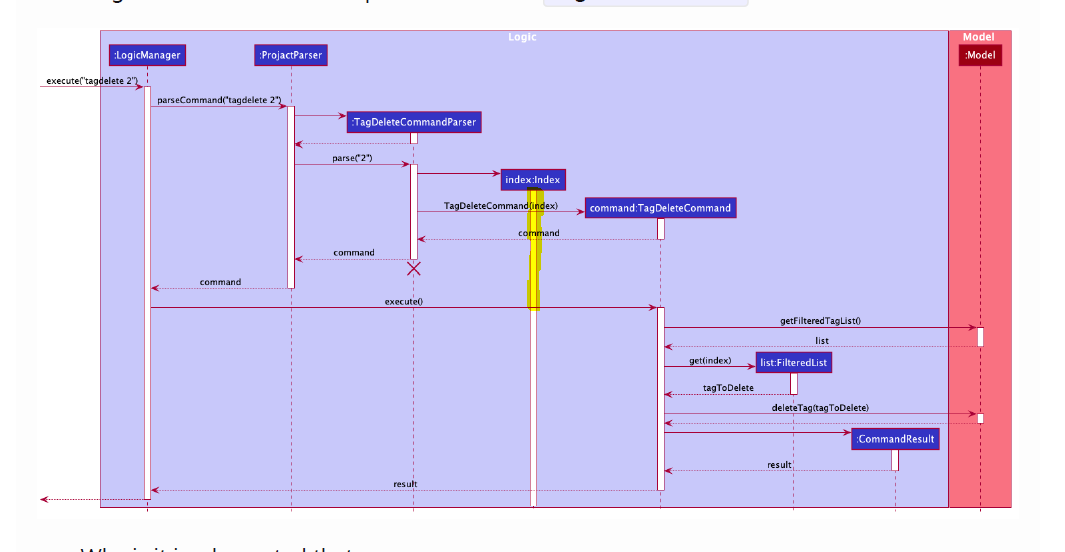 Logic
Model
:LogicManager
:ProjactParser
:Model
execute("tagdelete 2")
parseCommand("tagdelete 2")
:TagDeleteCommandParser
parse("2")
index:Index
TagDeleteCommand(index)
command:TagDeleteCommand
command
command
command
execute()
getFilteredTagList()
list
get(index)
list:FilteredList
tagToDelete
deleteTag(tagToDelete)
:CommandResult
result
result